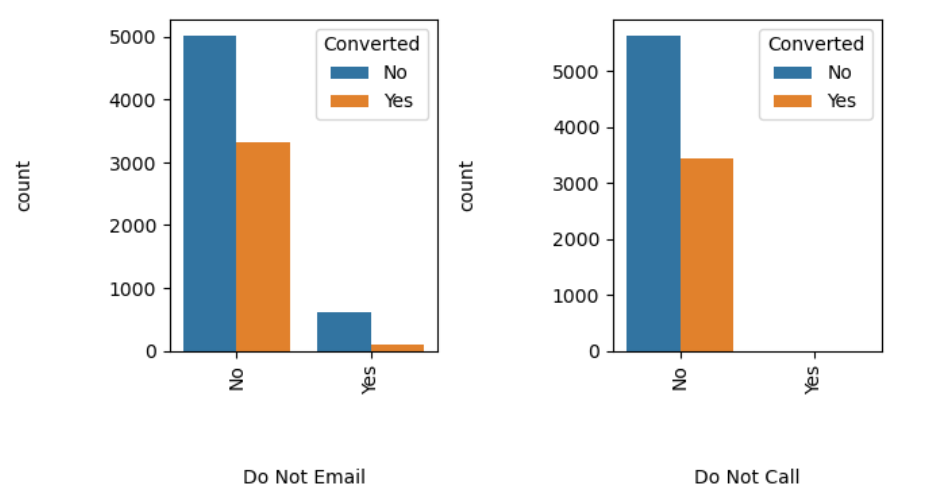 5000
4000
3000
2000
1000
0
count
Converted
No
Yes
No
Yes
Do Not Email
5000
4000
3000
2000
1000
0
count
Converted
No
Yes
No
Yes
Do Not Call